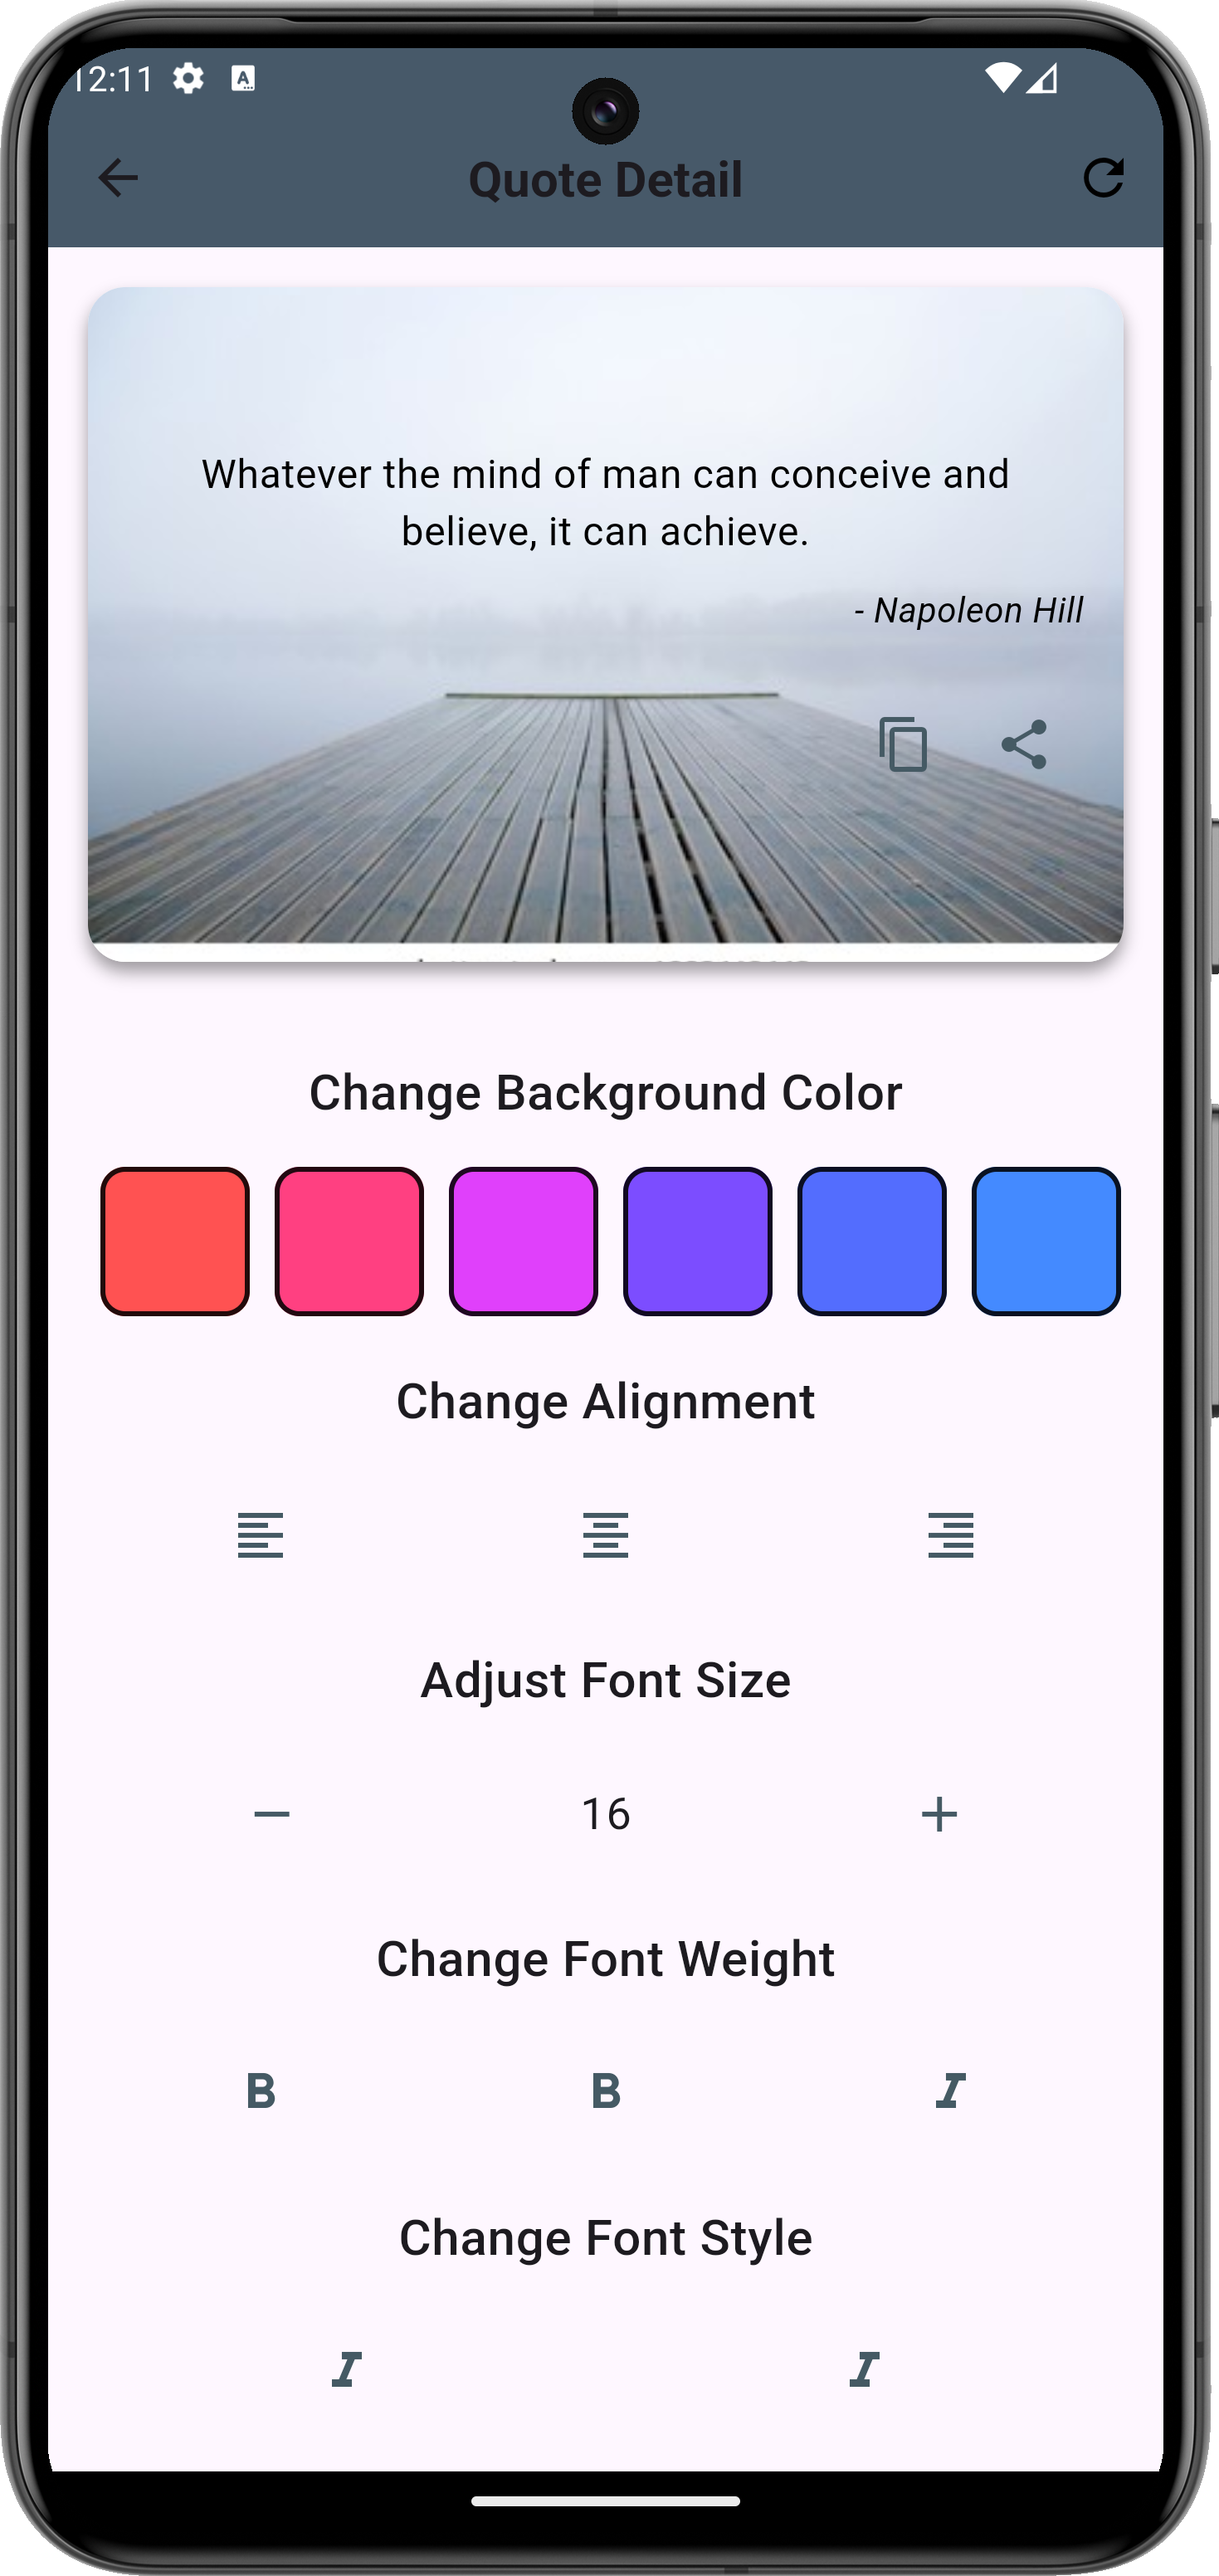 12:11
Quote Detail
Whatever the mind of man can conceive and
believe, it can achieve.
- Napoleon Hill
Change Background Color
Change Alignment
Adjust Font Size
16
Change Font Weight
B B I
Change Font Style
I I